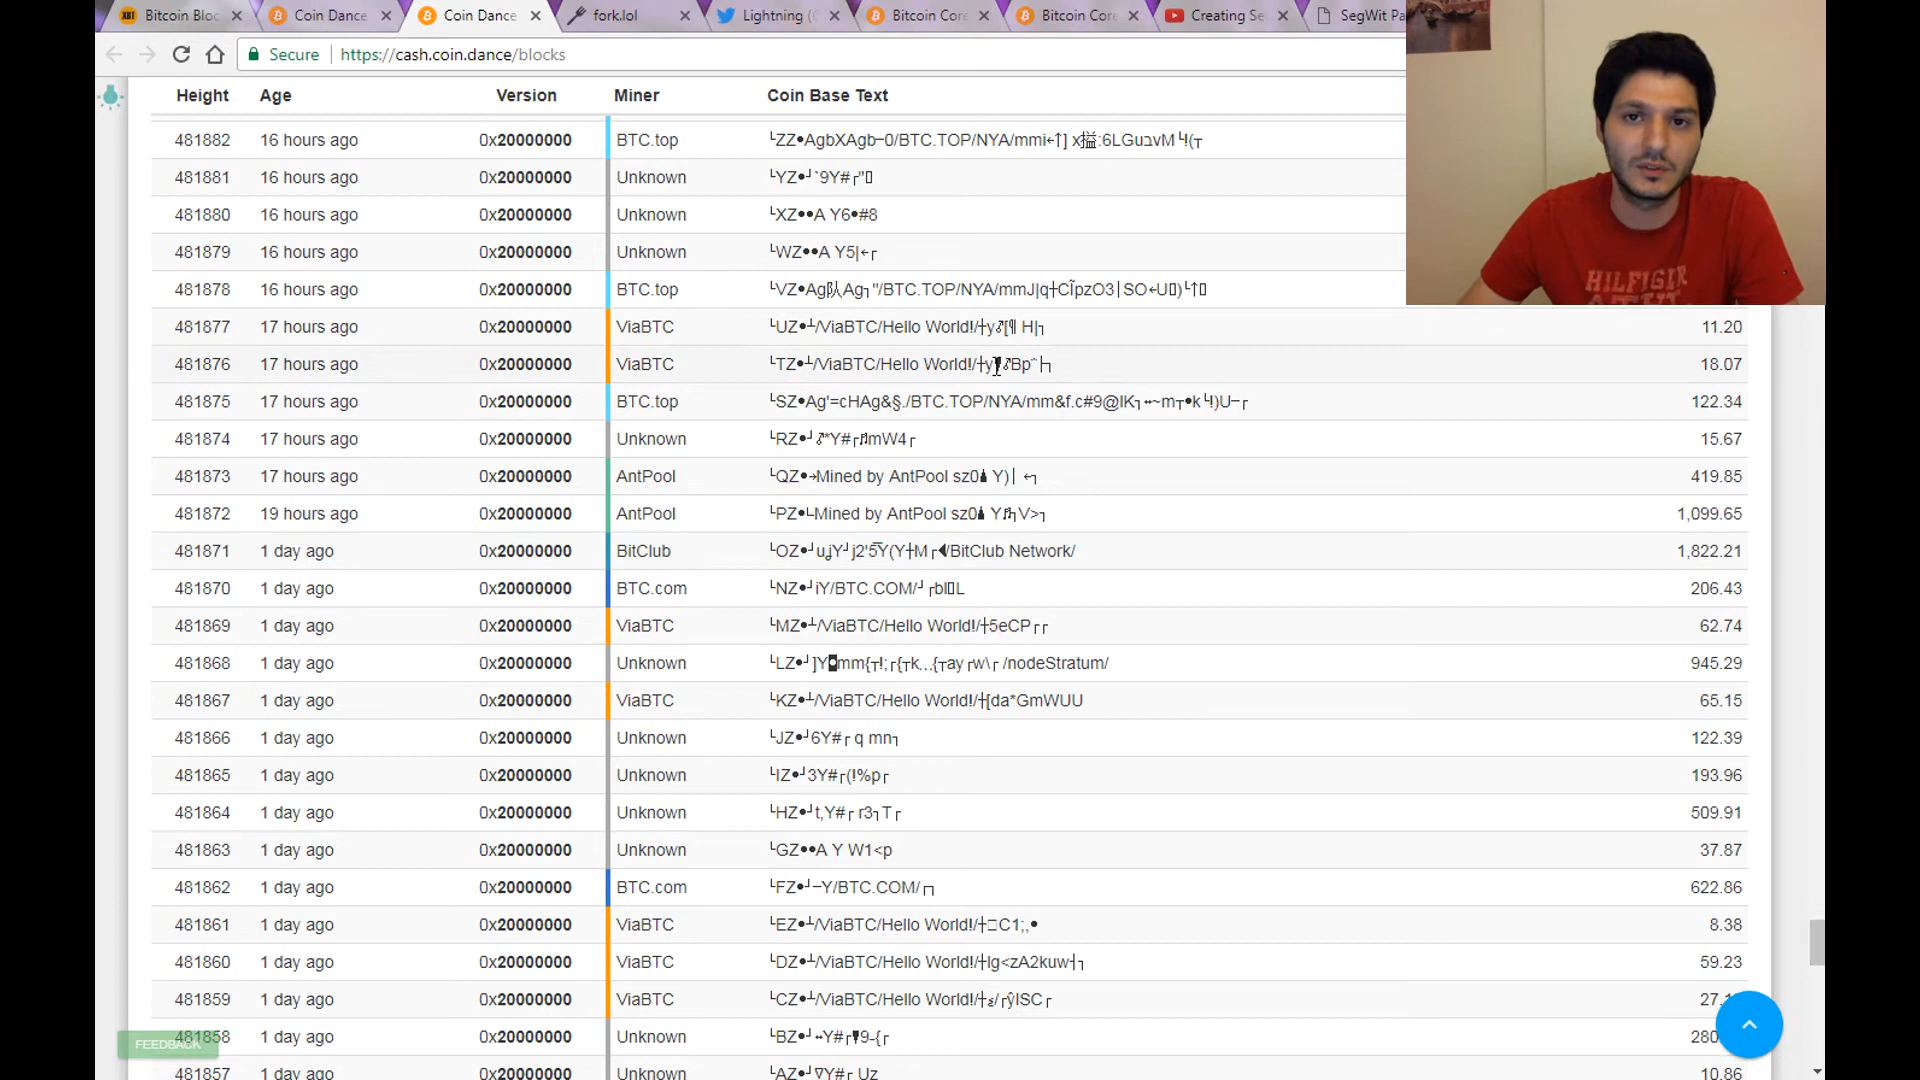 Bitcoin Bloc
Coin Dance
Coin Dance
fork.lol
Lightning (
Bitcoin Core
Bitcoin Core
Creating Se
SegWit Pa
Secure https://cash.coin.dance/blocks
Height Age Version Miner Coin Base Text
481882 16 hours ago 0x20000000 BTC.top /BTC.TOP/NYA/
481881 16 hours ago 0x20000000 Unknown
481880 16 hours ago 0x20000000 Unknown
481879 16 hours ago 0x20000000 Unknown
481878 16 hours ago 0x20000000 BTC.top /BTC.TOP/NYA/
481877 17 hours ago 0x20000000 ViaBTC /ViaBTC/Hello World!/ 11.20
481876 17 hours ago 0x20000000 ViaBTC /ViaBTC/Hello World!/ 18.07
481875 17 hours ago 0x20000000 BTC.top /BTC.TOP/NYA/ 122.34
481874 17 hours ago 0x20000000 Unknown 15.67
481873 17 hours ago 0x20000000 AntPool Mined by AntPool sz0 419.85
481872 19 hours ago 0x20000000 AntPool Mined by AntPool sz0 1,099.65
481871 1 day ago 0x20000000 BitClub /BitClub Network/ 1,822.21
481870 1 day ago 0x20000000 BTC.com /BTC.COM/ 206.43
481869 1 day ago 0x20000000 ViaBTC /ViaBTC/Hello World!/ 62.74
481868 1 day ago 0x20000000 Unknown /nodeStratum/ 945.29
481867 1 day ago 0x20000000 ViaBTC /ViaBTC/Hello World!/ 65.15
481866 1 day ago 0x20000000 Unknown 122.39
481865 1 day ago 0x20000000 Unknown 193.96
481864 1 day ago 0x20000000 Unknown 509.91
481863 1 day ago 0x20000000 Unknown 37.87
481862 1 day ago 0x20000000 BTC.com /BTC.COM/ 622.86
481861 1 day ago 0x20000000 ViaBTC /ViaBTC/Hello World!/ 8.38
481860 1 day ago 0x20000000 ViaBTC /ViaBTC/Hello World!/ 59.23
481859 1 day ago 0x20000000 ViaBTC /ViaBTC/Hello World!/ 27.
481858 1 day ago 0x20000000 Unknown 280
481857 1 day ago 0x20000000 Unknown 10.86
FEEDBACK
HILFIGER